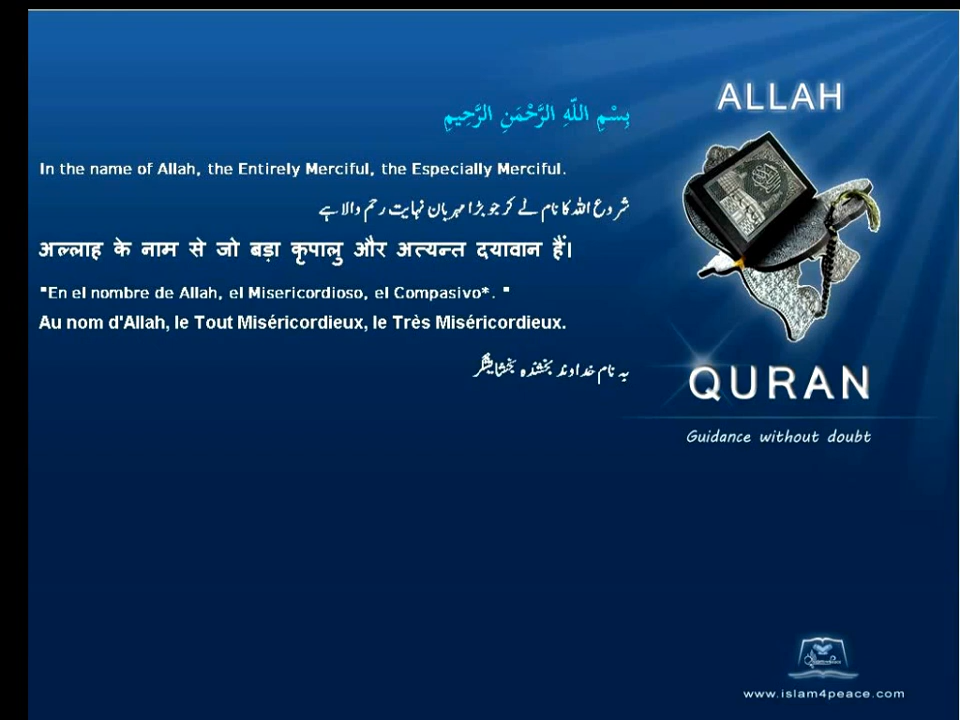 بِسْمِ اللَّهِ الرَّحْمَنِ الرَّحِيمِ
In the name of Allah, the Entirely Merciful, the Especially Merciful.
شروع الله کا نام لے کر جو بڑا مہربان نہایت رحم والا ہے
अल्लाह के नाम से जो बड़ा कृपालु और अत्यन्त दयावान हैं।
"En el nombre de Allah, el Misericordioso, el Compasivo*. "
Au nom d'Allah, le Tout Miséricordieux, le Très Miséricordieux.
به نام خداوند بخشنده بخشایشگر
ALLAH
QURAN
Guidance without doubt
www.islam4peace.com